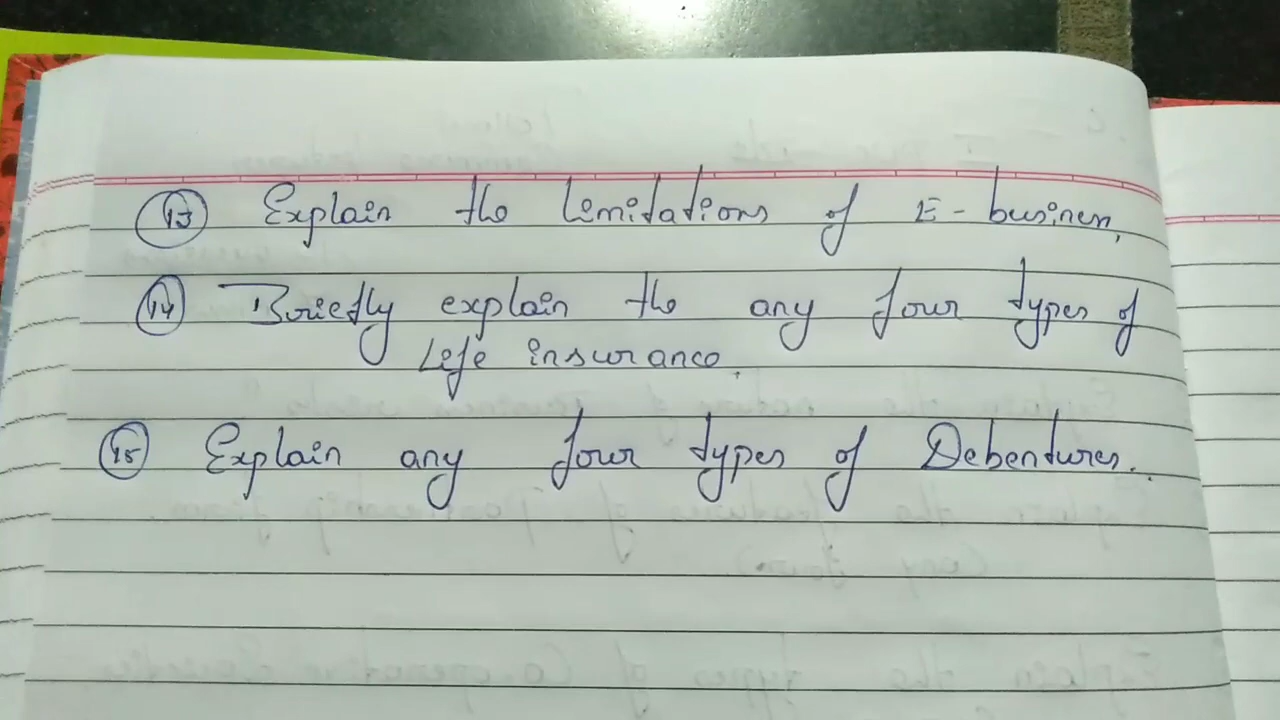 13 Explain the limitations of E-business,
14 Briefly explain the any four types of
Life insurance.
15 Explain any four types of Debentures.